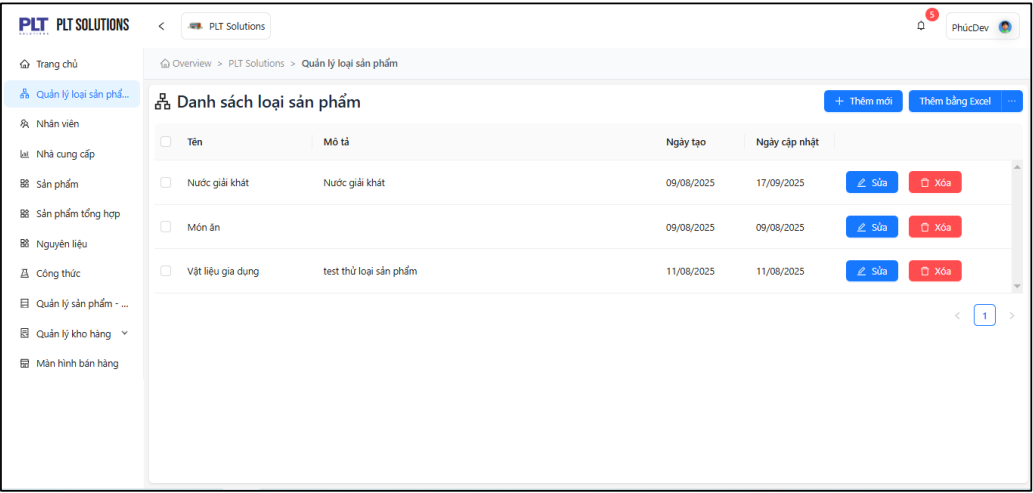 PLT PLT SOLUTIONS
SOLUTIONS
PLT Solutions
5
PhúcDev
Trang chủ
Quản lý loại sản phẩ...
Nhân viên
Nhà cung cấp
Sản phẩm
Sản phẩm tổng hợp
Nguyên liệu
Công thức
Quản lý sản phẩm - ...
Quản lý kho hàng
Màn hình bán hàng
Overview > PLT Solutions > Quản lý loại sản phẩm
Danh sách loại sản phẩm
+ Thêm mới Thêm bằng Excel ...
Tên Mô tả Ngày tạo Ngày cập nhật
Nước giải khát Nước giải khát 09/08/2025 17/09/2025 Sửa Xóa
Món ăn 09/08/2025 09/08/2025 Sửa Xóa
Vật liệu gia dụng test thử loại sản phẩm 11/08/2025 11/08/2025 Sửa Xóa
< 1 >